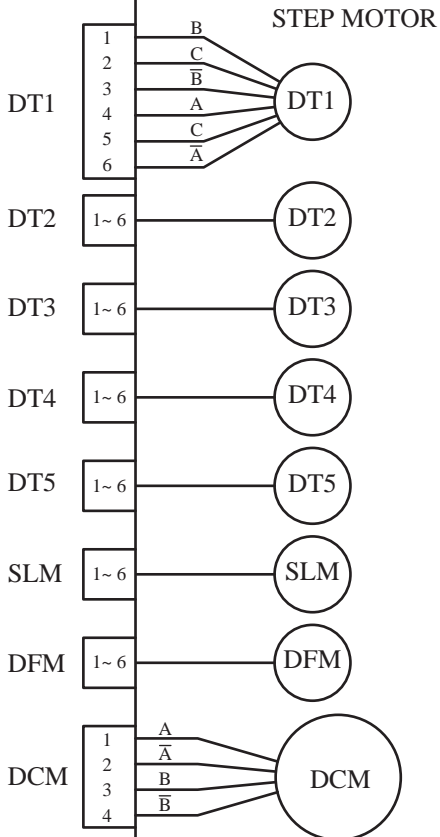 STEP MOTOR
DT1
1 B
2 C
3 B̅
4 A
5 C
6 A̅
DT1
DT2 1~ 6 DT2
DT3 1~ 6 DT3
DT4 1~ 6 DT4
DT5 1~ 6 DT5
SLM 1~ 6 SLM
DFM 1~ 6 DFM
DCM
1 A
2 A̅
3 B
4 B̅
DCM